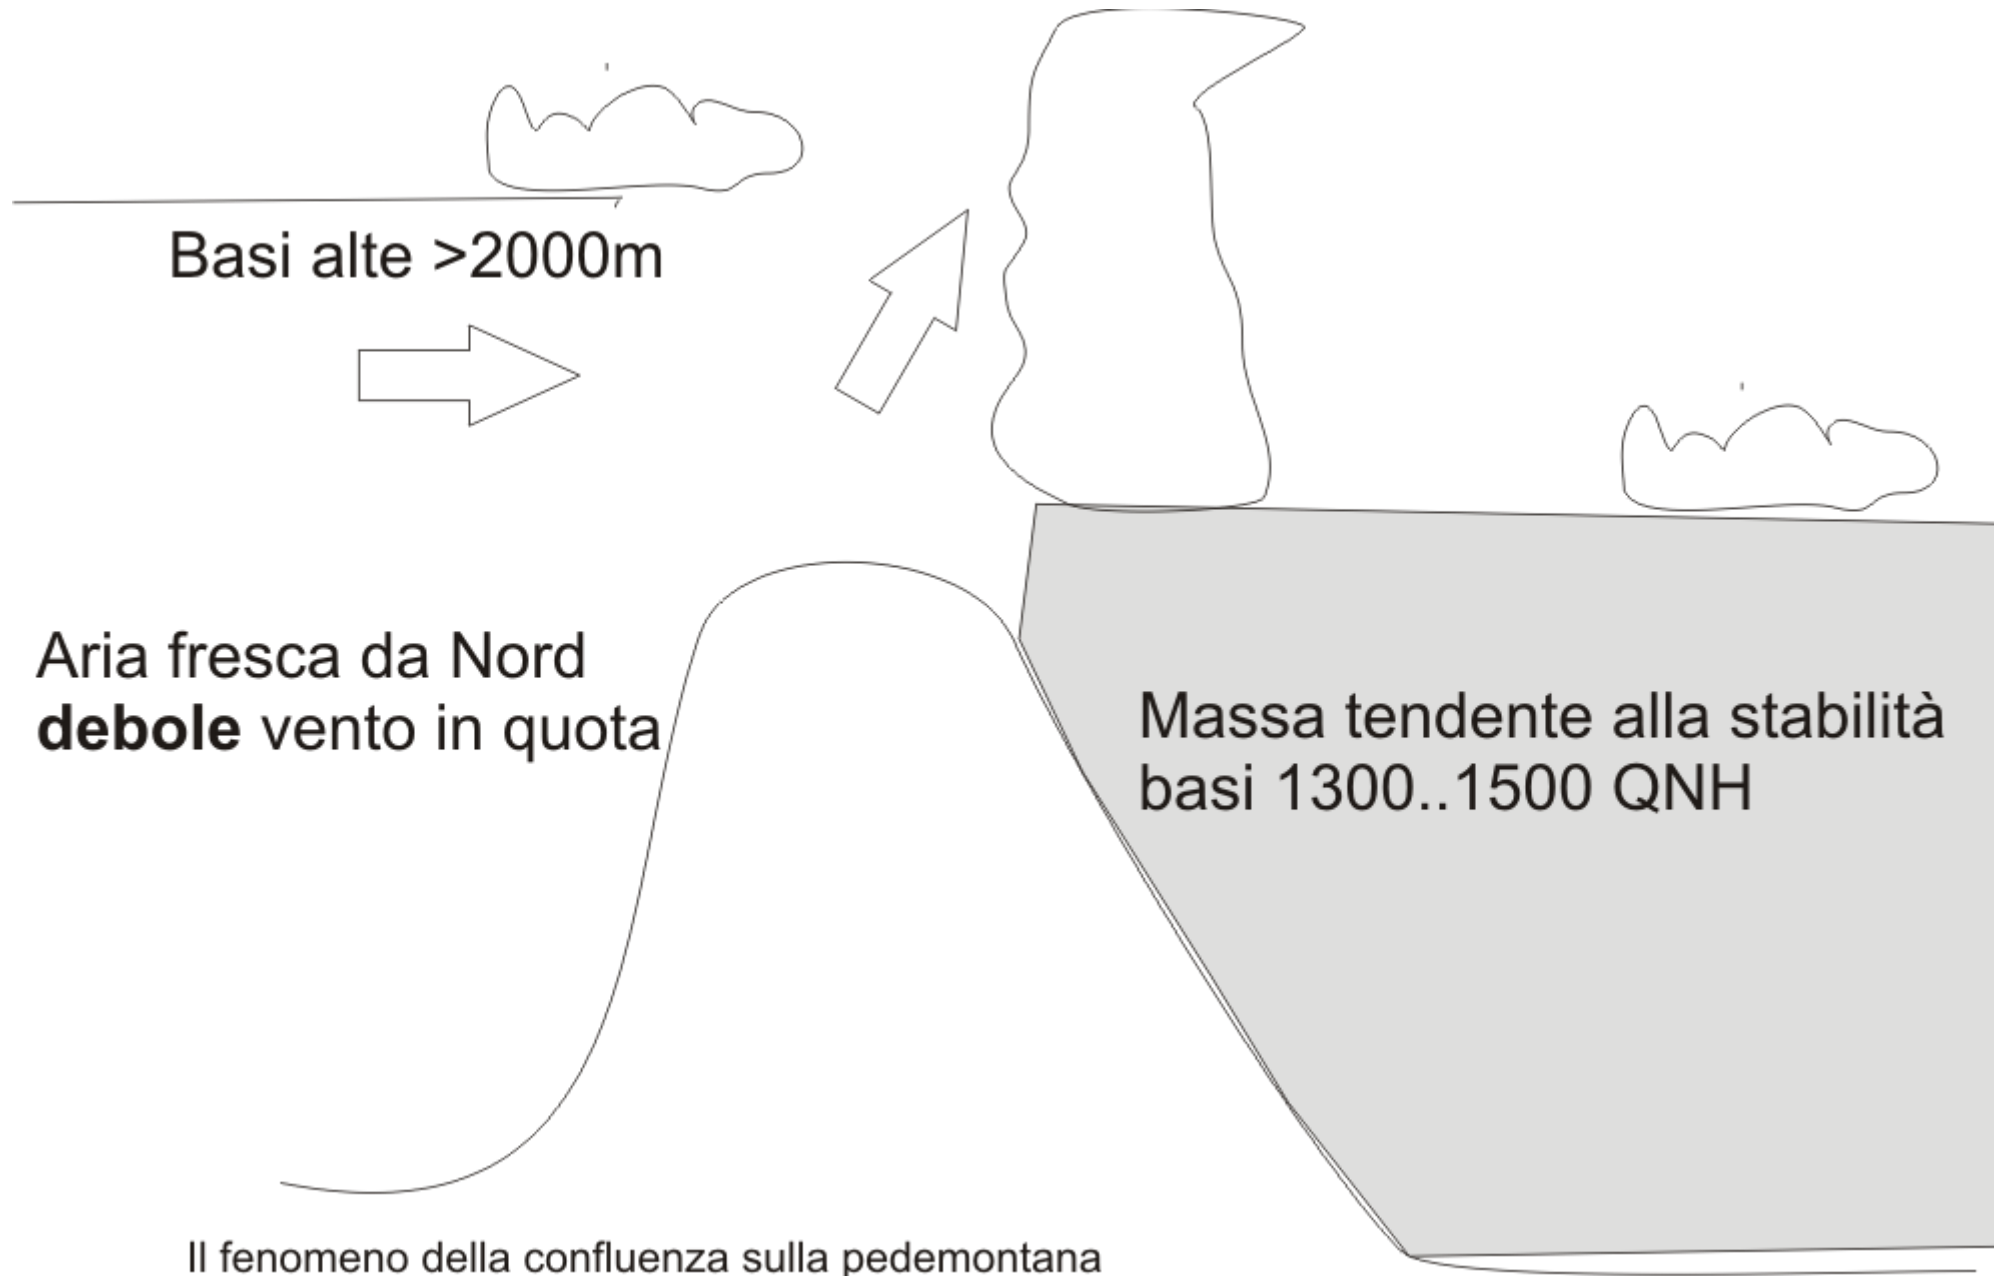 Basi alte >2000m
Aria fresca da Nord
debole vento in quota
Massa tendente alla stabilità
basi 1300..1500 QNH
Il fenomeno della confluenza sulla pedemontana